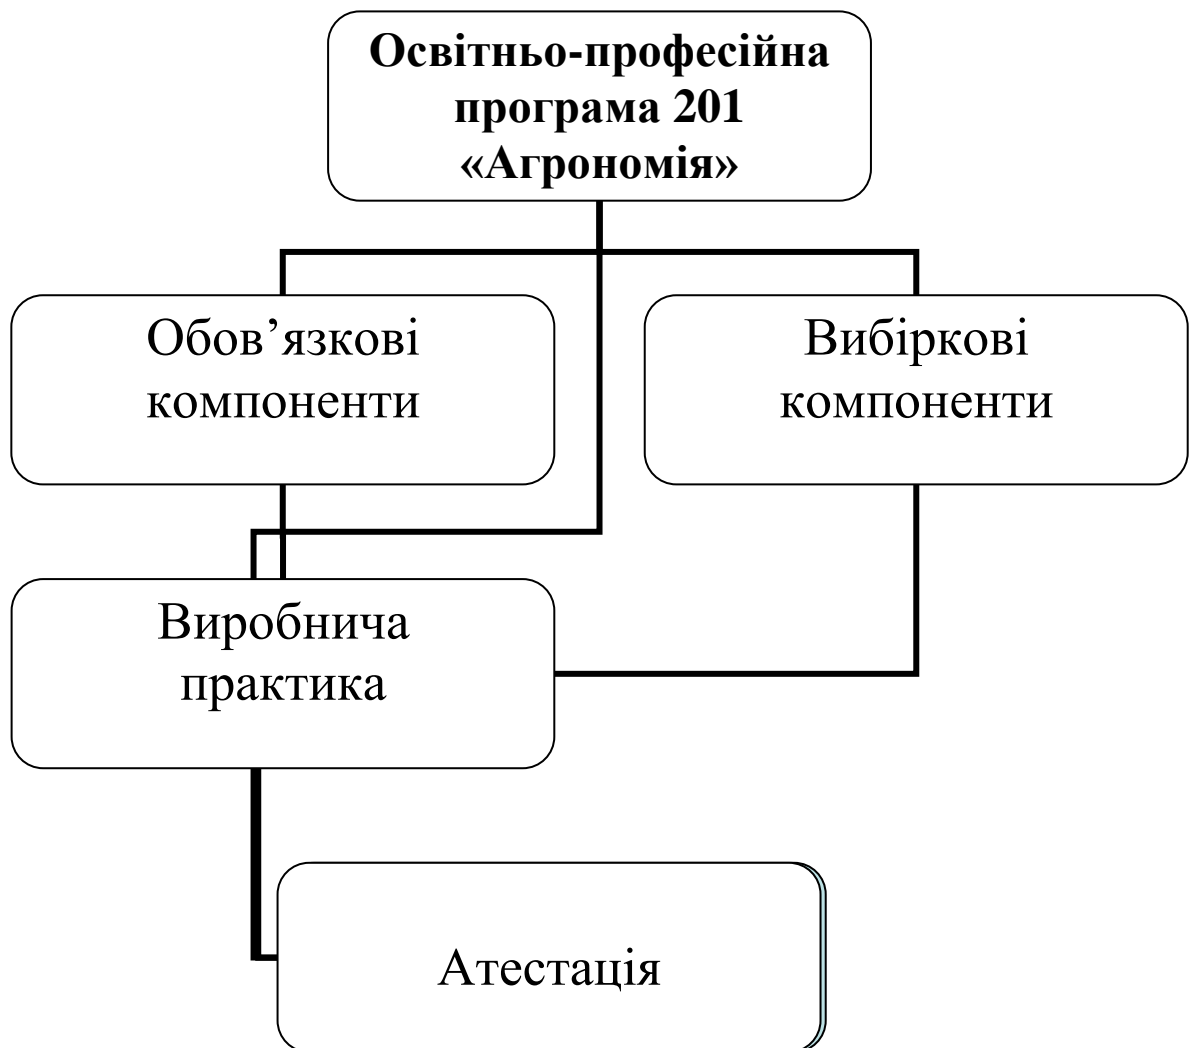 Освітньо-професійна
програма 201
«Агрономія»
Обов’язкові
компоненти
Вибіркові
компоненти
Виробнича
практика
Атестація